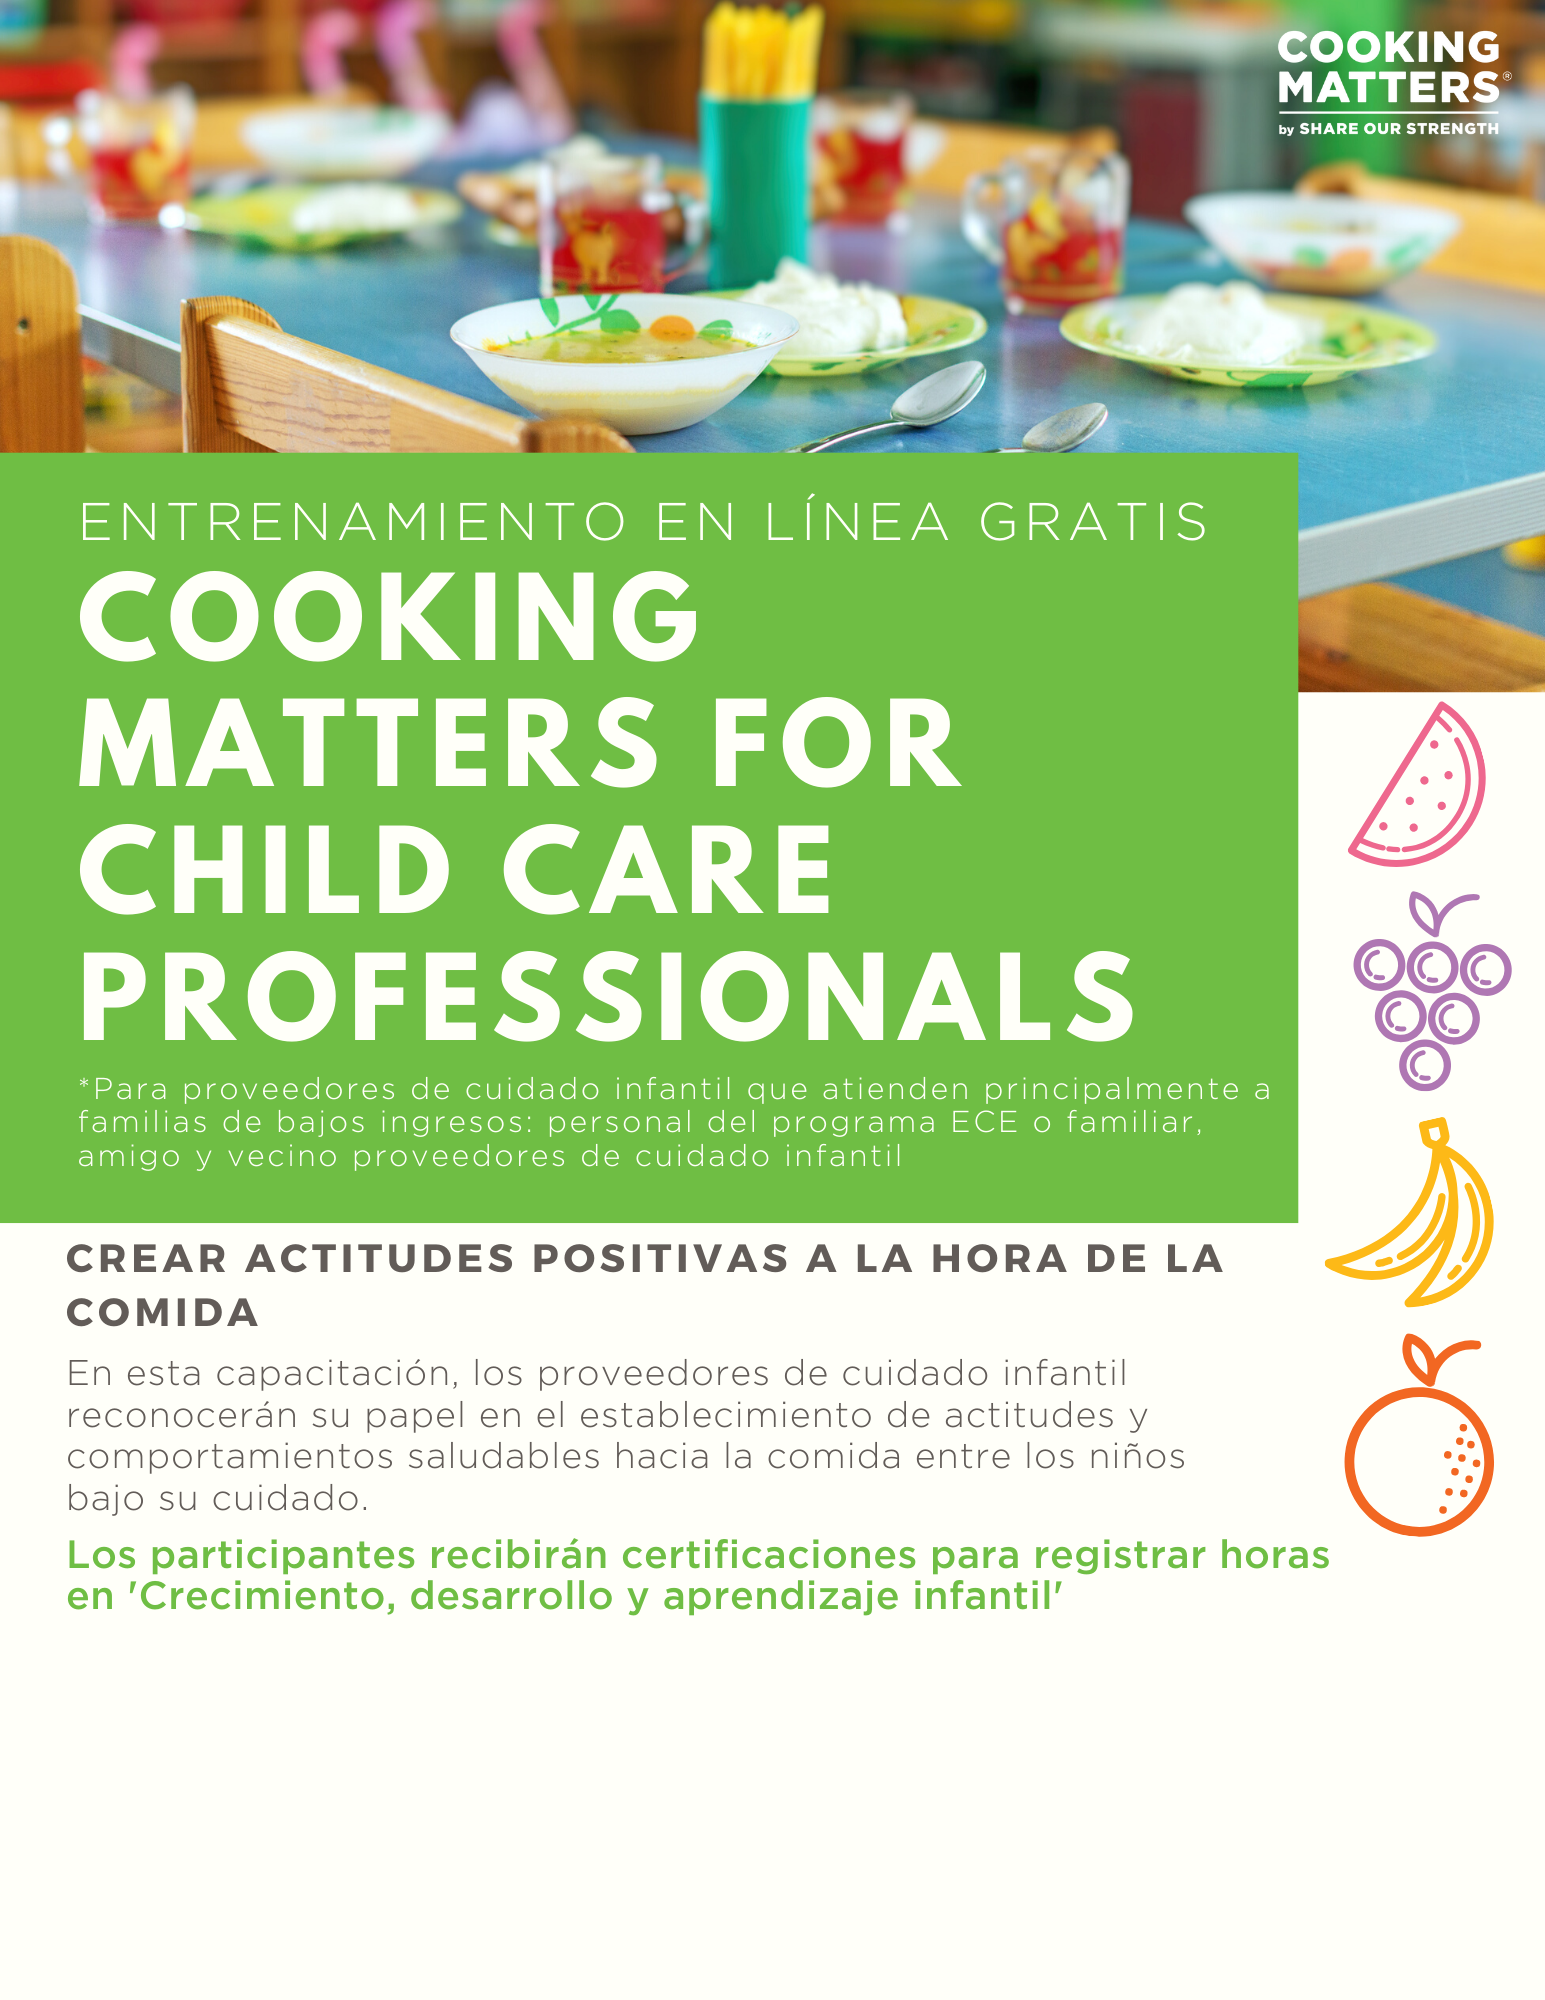 COOKING
MATTERS®
by SHARE OUR STRENGTH
ENTRENAMIENTO EN LÍNEA GRATIS
COOKING
MATTERS FOR
CHILD CARE
PROFESSIONALS
*Para proveedores de cuidado infantil que atienden principalmente a
familias de bajos ingresos: personal del programa ECE o familiar,
amigo y vecino proveedores de cuidado infantil
CREAR ACTITUDES POSITIVAS A LA HORA DE LA
COMIDA
En esta capacitación, los proveedores de cuidado infantil
reconocerán su papel en el establecimiento de actitudes y
comportamientos saludables hacia la comida entre los niños
bajo su cuidado.
Los participantes recibirán certificaciones para registrar horas
en 'Crecimiento, desarrollo y aprendizaje infantil'